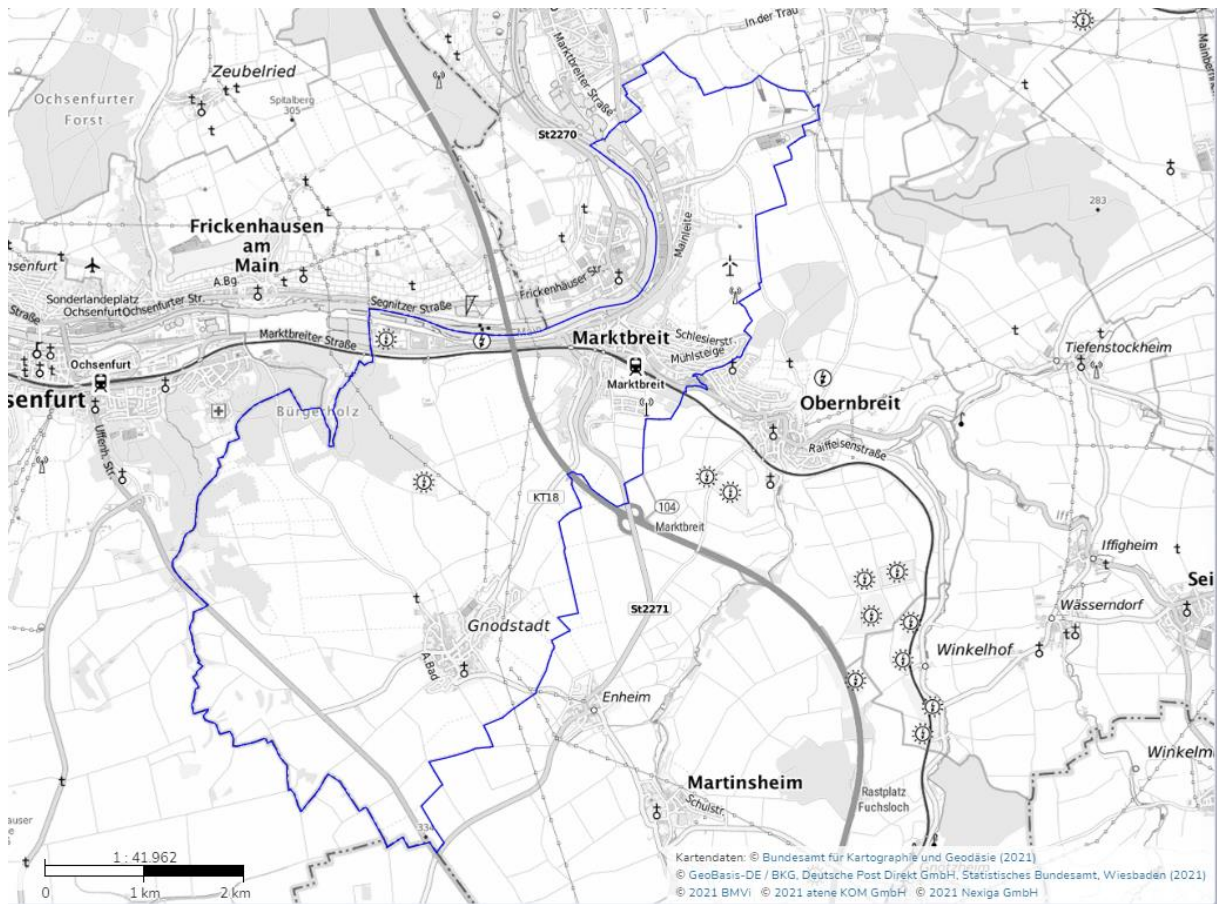 In der Trau
Marktbreiter Straße
Zeubelried
Spitalberg
305
Ochsenfurter
Forst
St2270
283
Frickenhausen
am
Main
Mainleite
A.Bg.
Frickenhäuser Str.
Sonderlandeplatz
Ochsenfurt
Ochsenfurter Str.
Segnitzer Straße
Straße
Main
Marktbreiter Straße
Marktbreit
Schlesierstr.
Mühlsteige
Tiefenstockheim
Ochsenfurt
Marktbreit
senfurt
Bürgerholz
Obernbreit
Uffenh. Str.
Raiffeisenstraße
KT18
104
Marktbreit
Iff
Iffigheim
Sei
St2271
Wässerndorf
Gnodstadt
Winkelhof
A.Bad
Enheim
Winkelm
Martinsheim
Rastplatz
Fuchsloch
Schulstr.
334
Gnötzheim
1 : 41.962
0 1 km 2 km
Kartendaten: © Bundesamt für Kartographie und Geodäsie (2021)
© GeoBasis-DE / BKG, Deutsche Post Direkt GmbH, Statistisches Bundesamt, Wiesbaden (2021)
© 2021 BMVi © 2021 atene KOM GmbH © 2021 Nexiga GmbH